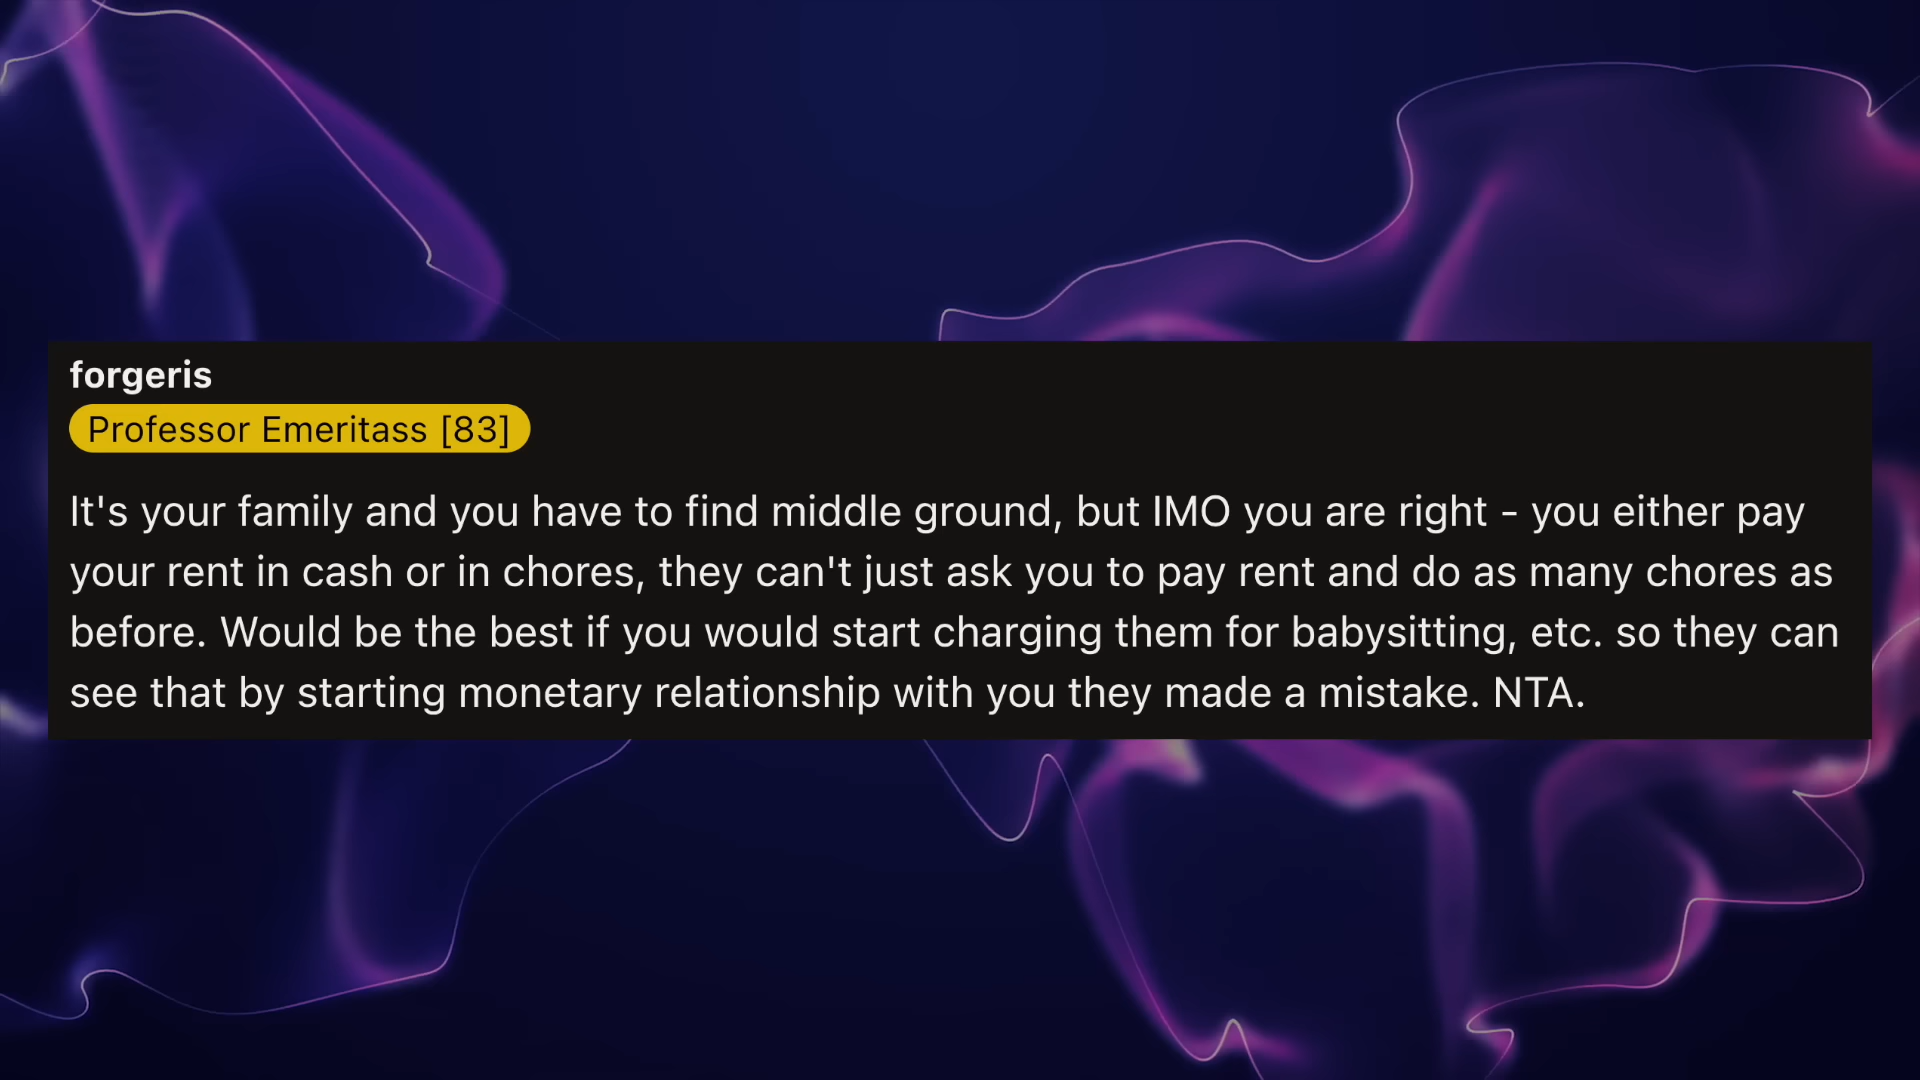 forgeris
Professor Emeritass [83]
It's your family and you have to find middle ground, but IMO you are right - you either pay
your rent in cash or in chores, they can't just ask you to pay rent and do as many chores as
before. Would be the best if you would start charging them for babysitting, etc. so they can
see that by starting monetary relationship with you they made a mistake. NTA.